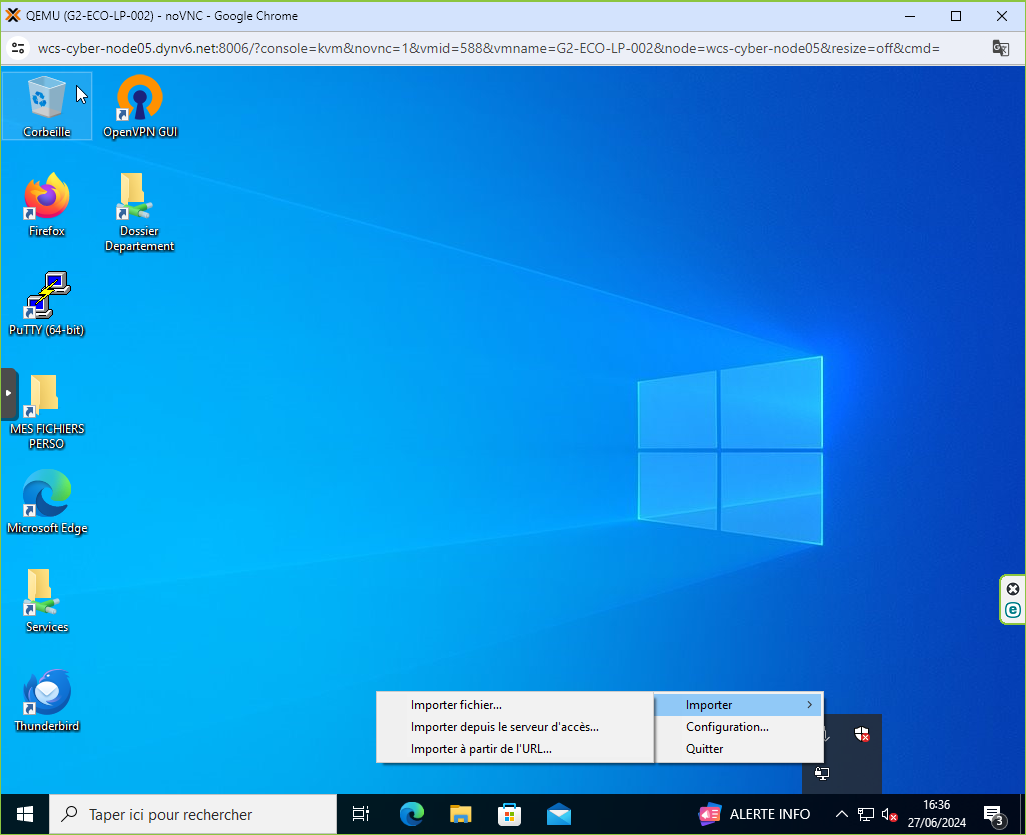 QEMU (G2-ECO-LP-002) - noVNC - Google Chrome
wcs-cyber-node05.dynv6.net:8006/?console=kvm&novnc=1&vmid=588&vmname=G2-ECO-LP-002&node=wcs-cyber-node05&resize=off&cmd=
Corbeille
OpenVPN GUI
Firefox
Dossier
Departement
PuTTY (64-bit)
MES FICHIERS
PERSO
Microsoft Edge
Services
Thunderbird
Importer fichier...
Importer depuis le serveur d'accès...
Importer à partir de l'URL...
Importer
Configuration...
Quitter
Taper ici pour rechercher
ALERTE INFO
16:36
27/06/2024
3